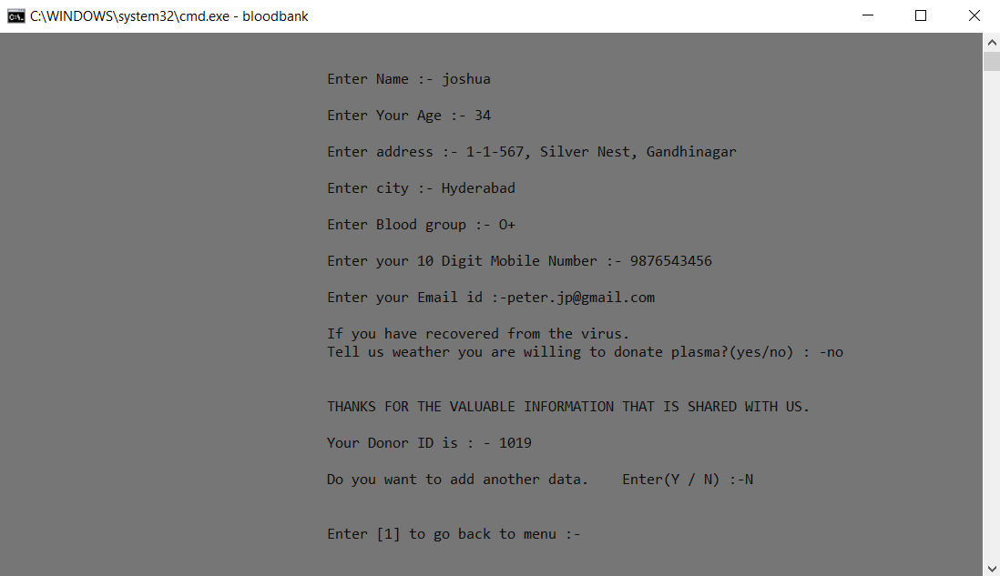 C:\WINDOWS\system32\cmd.exe - bloodbank
Enter Name :- joshua
Enter Your Age :- 34
Enter address :- 1-1-567, Silver Nest, Gandhinagar
Enter city :- Hyderabad
Enter Blood group :- O+
Enter your 10 Digit Mobile Number :- 9876543456
Enter your Email id :-peter.jp@gmail.com
If you have recovered from the virus.
Tell us weather you are willing to donate plasma?(yes/no) : -no
THANKS FOR THE VALUABLE INFORMATION THAT IS SHARED WITH US.
Your Donor ID is : - 1019
Do you want to add another data.    Enter(Y / N) :-N
Enter [1] to go back to menu :-